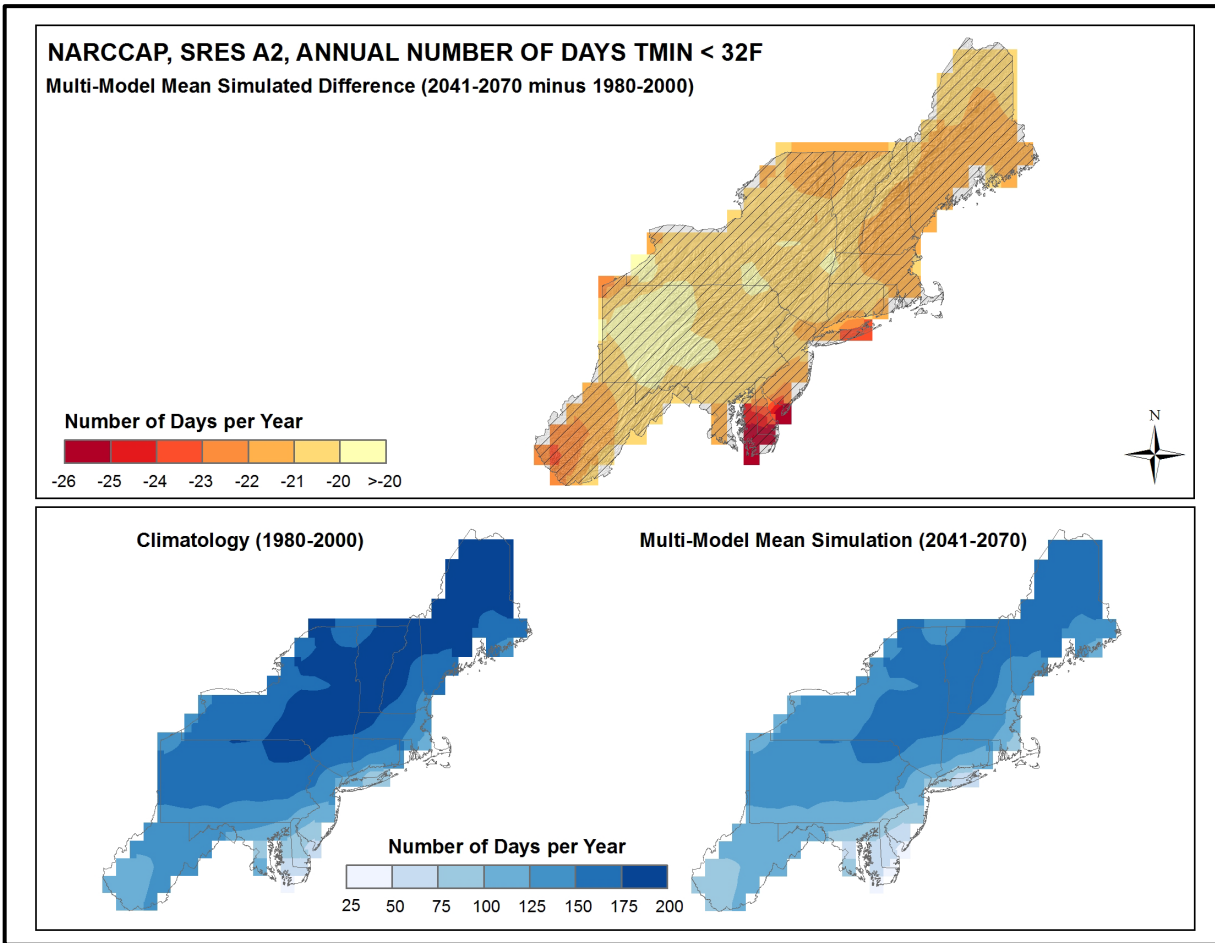 NARCCAP, SRES A2, ANNUAL NUMBER OF DAYS TMIN < 32F
Multi-Model Mean Simulated Difference (2041-2070 minus 1980-2000)
Number of Days per Year
-26 -25 -24 -23 -22 -21 -20 >-20
N
Climatology (1980-2000)
Multi-Model Mean Simulation (2041-2070)
Number of Days per Year
25 50 75 100 125 150 175 200